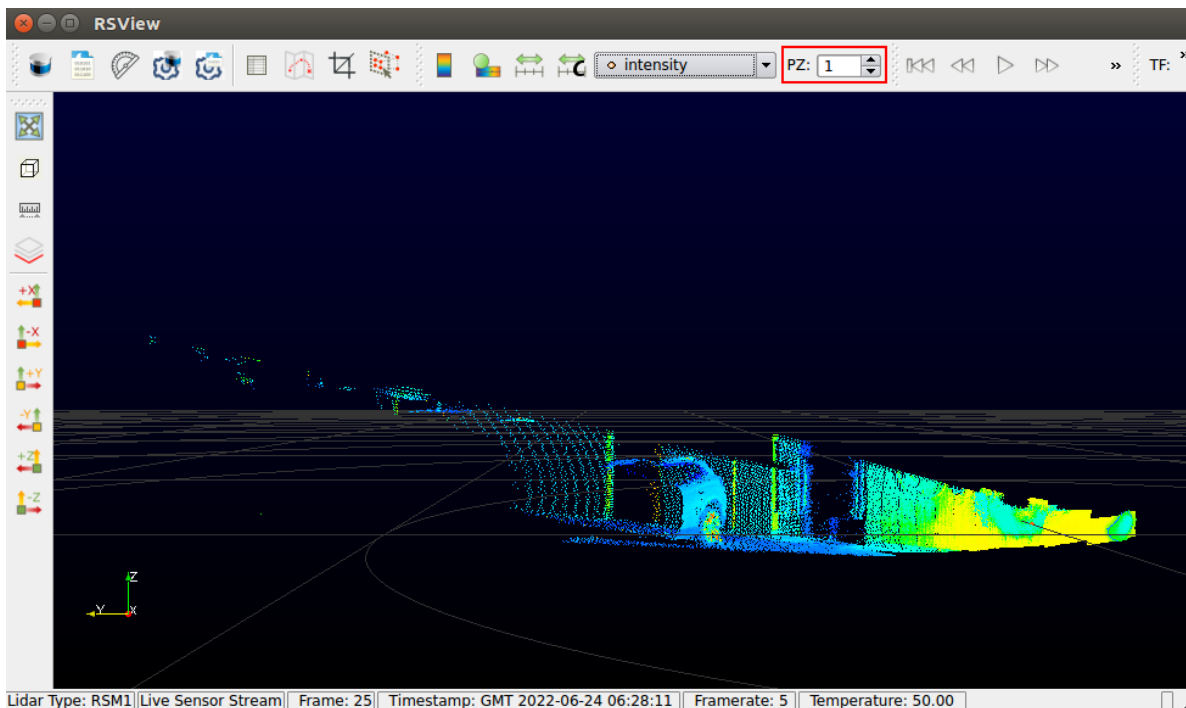 RSView
intensity
PZ: 1
»
TF:
»
+X
-X
+Y
-Y
+Z
-Z
Z
Y
X
Lidar Type: RSM1 Live Sensor Stream Frame: 25 Timestamp: GMT 2022-06-24 06:28:11 Framerate: 5 Temperature: 50.00